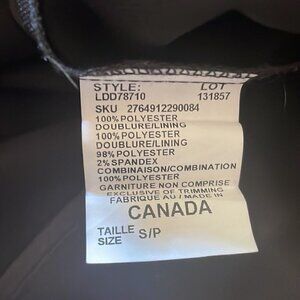 STYLE: LOT
LDD78710 131857
SKU 2764912290084
100% POLYESTER
DOUBLURE/LINING
100% POLYESTER
DOUBLURE/LINING
98% POLYESTER
2% SPANDEX
COMBINAISON/COMBINATION
100% POLYESTER
GARNITURE NON COMPRISE
EXCLUSIVE OF TRIMMING
FABRIQUE AU / MADE IN
CANADA
TAILLE
SIZE S/P